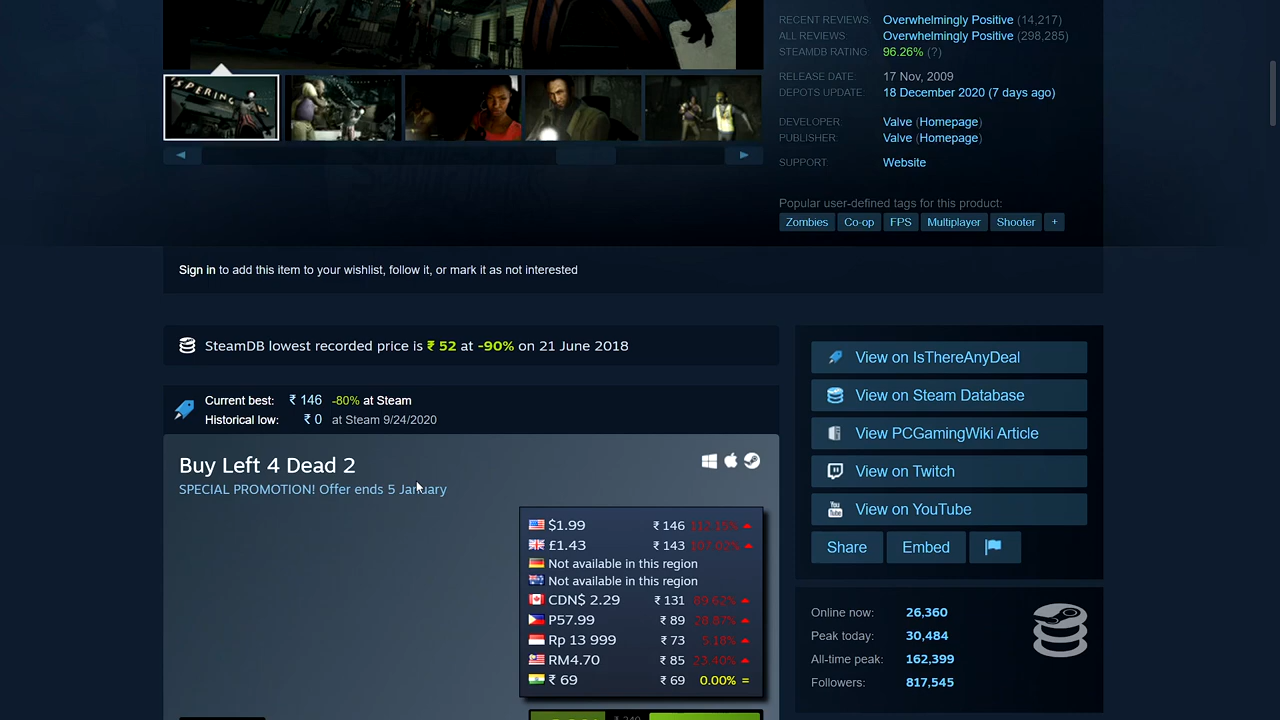 RECENT REVIEWS: Overwhelmingly Positive (14,217)
ALL REVIEWS: Overwhelmingly Positive (298,285)
STEAMDB RATING: 96.26% (?)
RELEASE DATE: 17 Nov, 2009
DEPOTS UPDATE: 18 December 2020 (7 days ago)
DEVELOPER: Valve (Homepage)
PUBLISHER: Valve (Homepage)
SUPPORT: Website
Popular user-defined tags for this product:
Zombies Co-op FPS Multiplayer Shooter +
Sign in to add this item to your wishlist, follow it, or mark it as not interested
SteamDB lowest recorded price is ₹ 52 at -90% on 21 June 2018
Current best: ₹ 146 -80% at Steam
Historical low: ₹ 0 at Steam 9/24/2020
Buy Left 4 Dead 2
SPECIAL PROMOTION! Offer ends 5 January
$1.99 ₹ 146
£1.43 ₹ 143
Not available in this region
Not available in this region
CDN$ 2.29 ₹ 131 89.62%
P57.99 ₹ 89 28.87%
Rp 13 999 ₹ 73 5.18%
RM4.70 ₹ 85 23.40%
₹ 69 ₹ 69 0.00% =
View on IsThereAnyDeal
View on Steam Database
View PCGamingWiki Article
View on Twitch
View on YouTube
Share Embed
Online now: 26,360
Peak today: 30,484
All-time peak: 162,399
Followers: 817,545